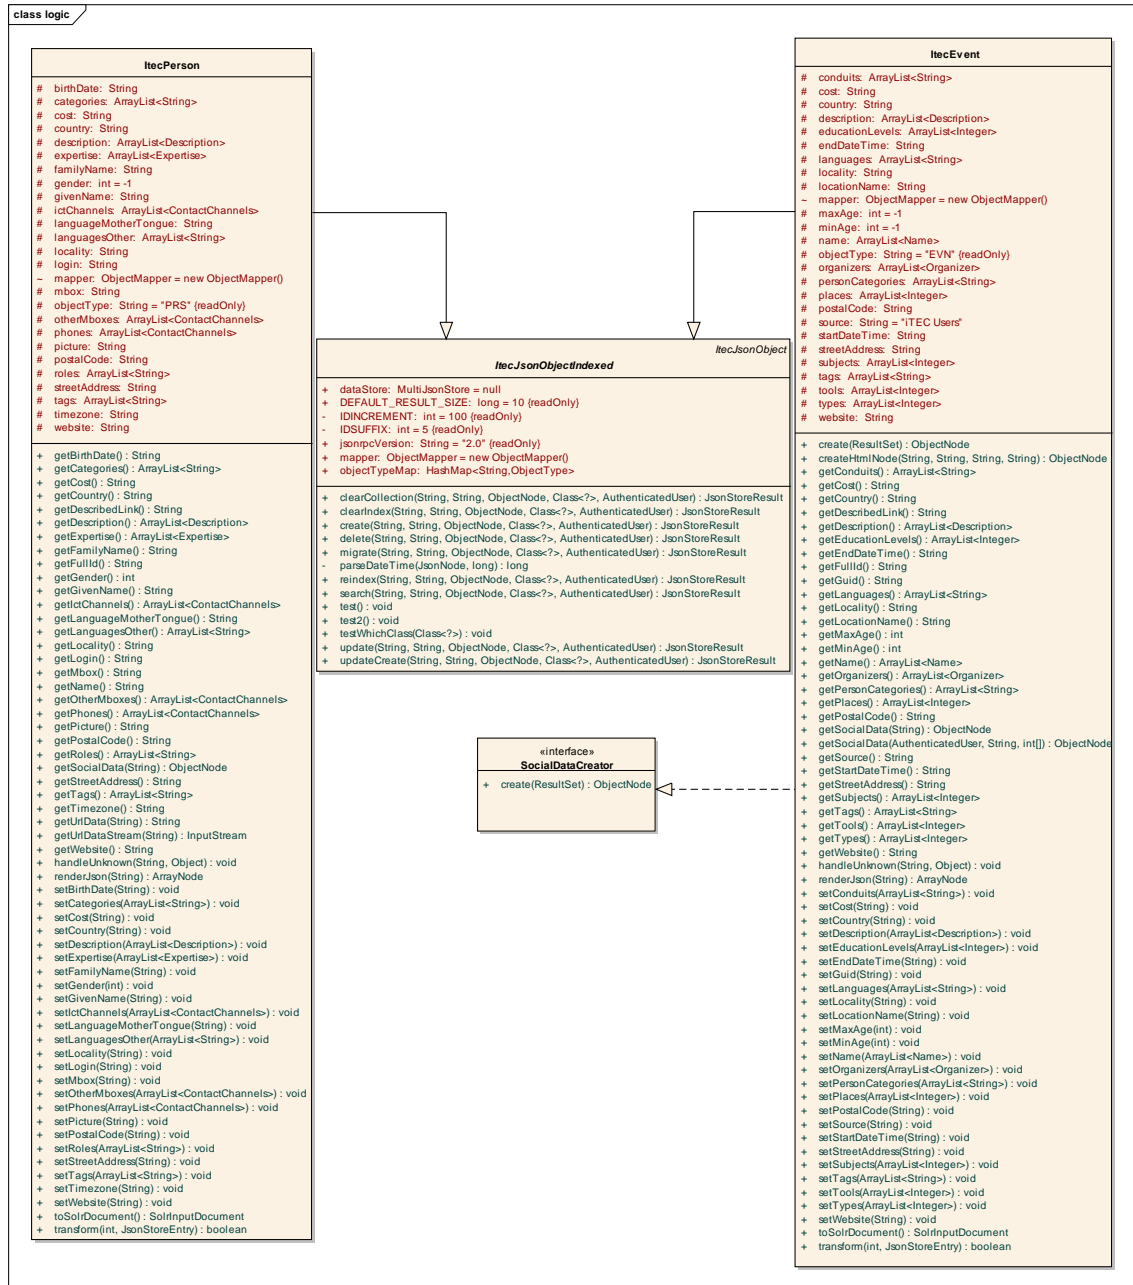 class logic
ItecPerson
# birthDate: String
# categories: ArrayList<String>
# cost: String
# country: String
# description: ArrayList<Description>
# expertise: ArrayList<Expertise>
# familyName: String
# gender: int = -1
# givenName: String
# ictChannels: ArrayList<ContactChannels>
# languageMotherTongue: String
# languagesOther: ArrayList<String>
# locality: String
# login: String
~ mapper: ObjectMapper = new ObjectMapper()
# mbox: String
# objectType: String = "PRS" {readOnly}
# otherMboxes: ArrayList<ContactChannels>
# phones: ArrayList<ContactChannels>
# picture: String
# postalCode: String
# roles: ArrayList<String>
# streetAddress: String
# tags: ArrayList<String>
# timezone: String
# website: String
+ getBirthDate() : String
+ getCategories() : ArrayList<String>
+ getCost() : String
+ getCountry() : String
+ getDescribedLink() : String
+ getDescription() : ArrayList<Description>
+ getExpertise() : ArrayList<Expertise>
+ getFamilyName() : String
+ getFullId() : String
+ getGender() : int
+ getGivenName() : String
+ getIctChannels() : ArrayList<ContactChannels>
+ getLanguageMotherTongue() : String
+ getLanguagesOther() : ArrayList<String>
+ getLocality() : String
+ getLogin() : String
+ getMbox() : String
+ getName() : String
+ getOtherMboxes() : ArrayList<ContactChannels>
+ getPhones() : ArrayList<ContactChannels>
+ getPicture() : String
+ getPostalCode() : String
+ getRoles() : ArrayList<String>
+ getSocialData(String) : ObjectNode
+ getStreetAddress() : String
+ getTags() : ArrayList<String>
+ getTimezone() : String
+ getUrlData(String) : String
+ getUrlDataStream(String) : InputStream
+ getWebsite() : String
+ handleUnknown(String, Object) : void
+ renderJson(String) : ArrayNode
+ setBirthDate(String) : void
+ setCategories(ArrayList<String>) : void
+ setCost(String) : void
+ setCountry(String) : void
+ setDescription(ArrayList<Description>) : void
+ setExpertise(ArrayList<Expertise>) : void
+ setFamilyName(String) : void
+ setGender(int) : void
+ setGivenName(String) : void
+ setIctChannels(ArrayList<ContactChannels>) : void
+ setLanguageMotherTongue(String) : void
+ setLanguagesOther(ArrayList<String>) : void
+ setLocality(String) : void
+ setLogin(String) : void
+ setMbox(String) : void
+ setOtherMboxes(ArrayList<ContactChannels>) : void
+ setPhones(ArrayList<ContactChannels>) : void
+ setPicture(String) : void
+ setPostalCode(String) : void
+ setRoles(ArrayList<String>) : void
+ setStreetAddress(String) : void
+ setTags(ArrayList<String>) : void
+ setTimezone(String) : void
+ setWebsite(String) : void
+ toSolrDocument() : SolrInputDocument
+ transform(int, JsonStoreEntry) : boolean
ItecJsonObject
ItecJsonObjectIndexed
+ dataStore: MultiJsonStore = null
+ DEFAULT_RESULT_SIZE: long = 10 {readOnly}
- IDINCREMENT: int = 100 {readOnly}
- IDSUFFIX: int = 5 {readOnly}
+ jsonrpcVersion: String = "2.0" {readOnly}
+ mapper: ObjectMapper = new ObjectMapper()
+ objectTypeMap: HashMap<String,ObjectType>
+ clearCollection(String, String, ObjectNode, Class<?>, AuthenticatedUser) : JsonStoreResult
+ clearIndex(String, String, ObjectNode, Class<?>, AuthenticatedUser) : JsonStoreResult
+ create(String, String, ObjectNode, Class<?>, AuthenticatedUser) : JsonStoreResult
+ delete(String, String, ObjectNode, Class<?>, AuthenticatedUser) : JsonStoreResult
+ migrate(String, String, ObjectNode, Class<?>, AuthenticatedUser) : JsonStoreResult
- parseDateTime(JsonNode, long) : long
+ reindex(String, String, ObjectNode, Class<?>, AuthenticatedUser) : JsonStoreResult
+ search(String, String, ObjectNode, Class<?>, AuthenticatedUser) : JsonStoreResult
+ test() : void
+ test2() : void
+ testWhichClass(Class<?>) : void
+ update(String, String, ObjectNode, Class<?>, AuthenticatedUser) : JsonStoreResult
+ updateCreate(String, String, ObjectNode, Class<?>, AuthenticatedUser) : JsonStoreResult
«interface»
SocialDataCreator
+ create(ResultSet) : ObjectNode
ItecEvent
# conduits: ArrayList<String>
# cost: String
# country: String
# description: ArrayList<Description>
# educationLevels: ArrayList<Integer>
# endDateTime: String
# languages: ArrayList<String>
# locality: String
# locationName: String
~ mapper: ObjectMapper = new ObjectMapper()
# maxAge: int = -1
# minAge: int = -1
# name: ArrayList<Name>
# objectType: String = "EVN" {readOnly}
# organizers: ArrayList<Organizer>
# personCategories: ArrayList<String>
# places: ArrayList<Integer>
# postalCode: String
# source: String = "iTEC Users"
# startDateTime: String
# streetAddress: String
# subjects: ArrayList<Integer>
# tags: ArrayList<String>
# tools: ArrayList<Integer>
# types: ArrayList<Integer>
# website: String
+ create(ResultSet) : ObjectNode
+ createHtmlNode(String, String, String, String) : ObjectNode
+ getConduits() : ArrayList<String>
+ getCost() : String
+ getCountry() : String
+ getDescribedLink() : String
+ getDescription() : ArrayList<Description>
+ getEducationLevels() : ArrayList<Integer>
+ getEndDateTime() : String
+ getFullId() : String
+ getGuid() : String
+ getLanguages() : ArrayList<String>
+ getLocality() : String
+ getLocationName() : String
+ getMaxAge() : int
+ getMinAge() : int
+ getName() : ArrayList<Name>
+ getOrganizers() : ArrayList<Organizer>
+ getPersonCategories() : ArrayList<String>
+ getPlaces() : ArrayList<Integer>
+ getPostalCode() : String
+ getSocialData(String) : ObjectNode
+ getSocialData(AuthenticatedUser, String, int[]) : ObjectNode
+ getSource() : String
+ getStartDateTime() : String
+ getStreetAddress() : String
+ getSubjects() : ArrayList<Integer>
+ getTags() : ArrayList<String>
+ getTools() : ArrayList<Integer>
+ getTypes() : ArrayList<Integer>
+ getWebsite() : String
+ handleUnknown(String, Object) : void
+ renderJson(String) : ArrayNode
+ setConduits(ArrayList<String>) : void
+ setCost(String) : void
+ setCountry(String) : void
+ setDescription(ArrayList<Description>) : void
+ setEducationLevels(ArrayList<Integer>) : void
+ setEndDateTime(String) : void
+ setGuid(String) : void
+ setLanguages(ArrayList<String>) : void
+ setLocality(String) : void
+ setLocationName(String) : void
+ setMaxAge(int) : void
+ setMinAge(int) : void
+ setName(ArrayList<Name>) : void
+ setOrganizers(ArrayList<Organizer>) : void
+ setPersonCategories(ArrayList<String>) : void
+ setPlaces(ArrayList<Integer>) : void
+ setPostalCode(String) : void
+ setSource(String) : void
+ setStartDateTime(String) : void
+ setStreetAddress(String) : void
+ setSubjects(ArrayList<Integer>) : void
+ setTags(ArrayList<String>) : void
+ setTools(ArrayList<Integer>) : void
+ setTypes(ArrayList<Integer>) : void
+ setWebsite(String) : void
+ toSolrDocument() : SolrInputDocument
+ transform(int, JsonStoreEntry) : boolean